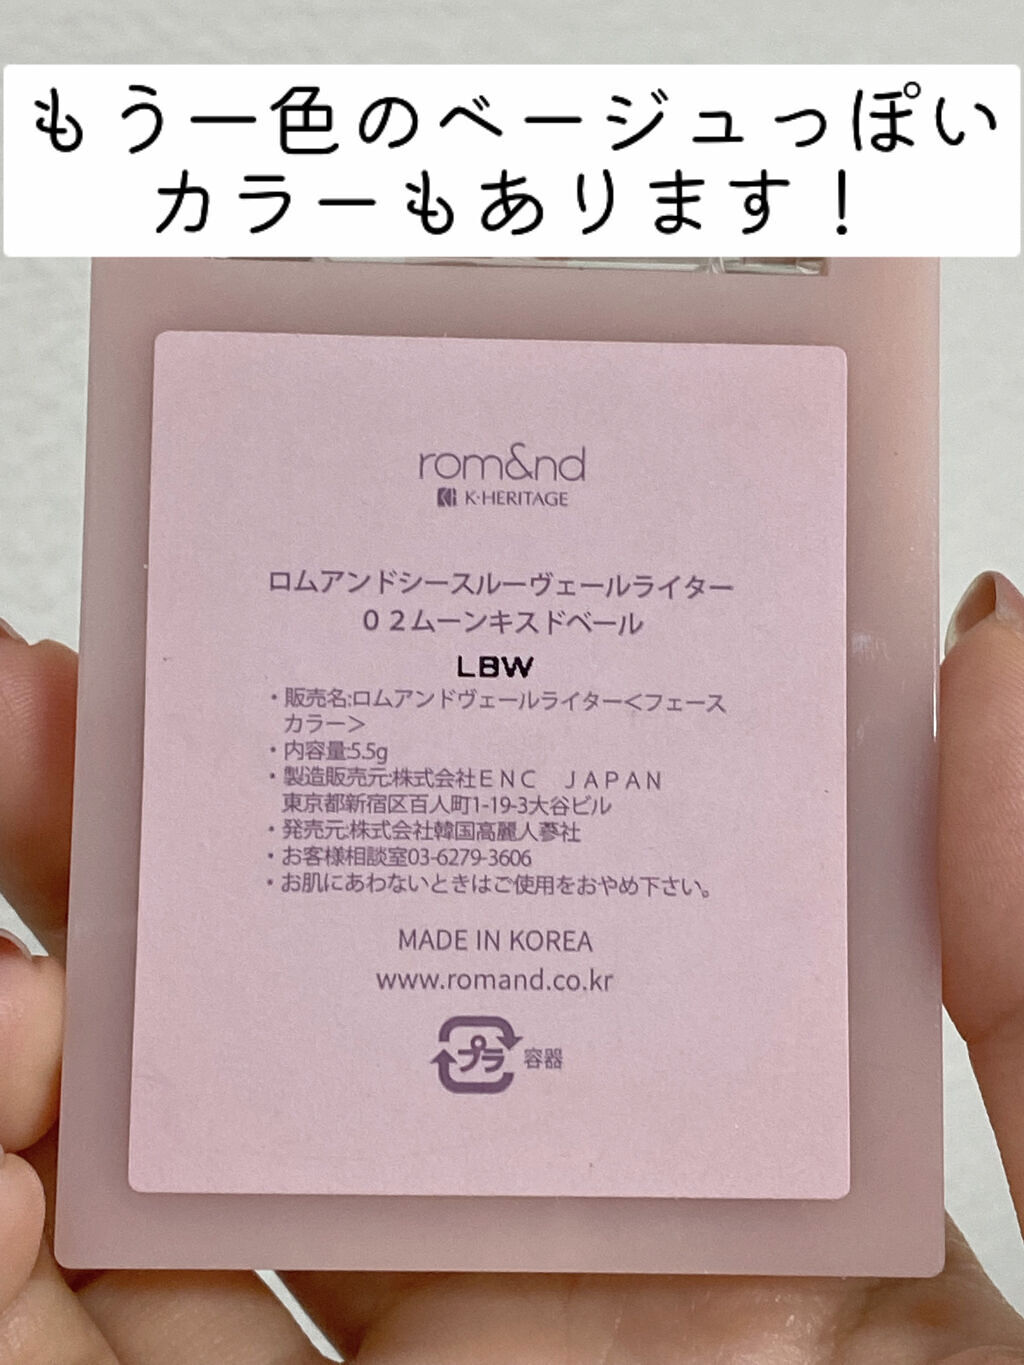 もう一色のベージュっぽい
カラーもあります！
rom&nd
K·HERITAGE
ロムアンドシースルーヴェールライター
０２ムーンキスドベール
LBW
・販売名:ロムアンドヴェールライター＜フェース
カラー＞
・内容量:5.5g
・製造販売元:株式会社ＥＮＣ　ＪＡＰＡＮ
東京都新宿区百人町1-19-3大谷ビル
・発売元:株式会社韓国高麗人蔘社
・お客様相談室03-6279-3606
・お肌にあわないときはご使用をおやめ下さい。
MADE IN KOREA
www.romand.co.kr
プラ 容器